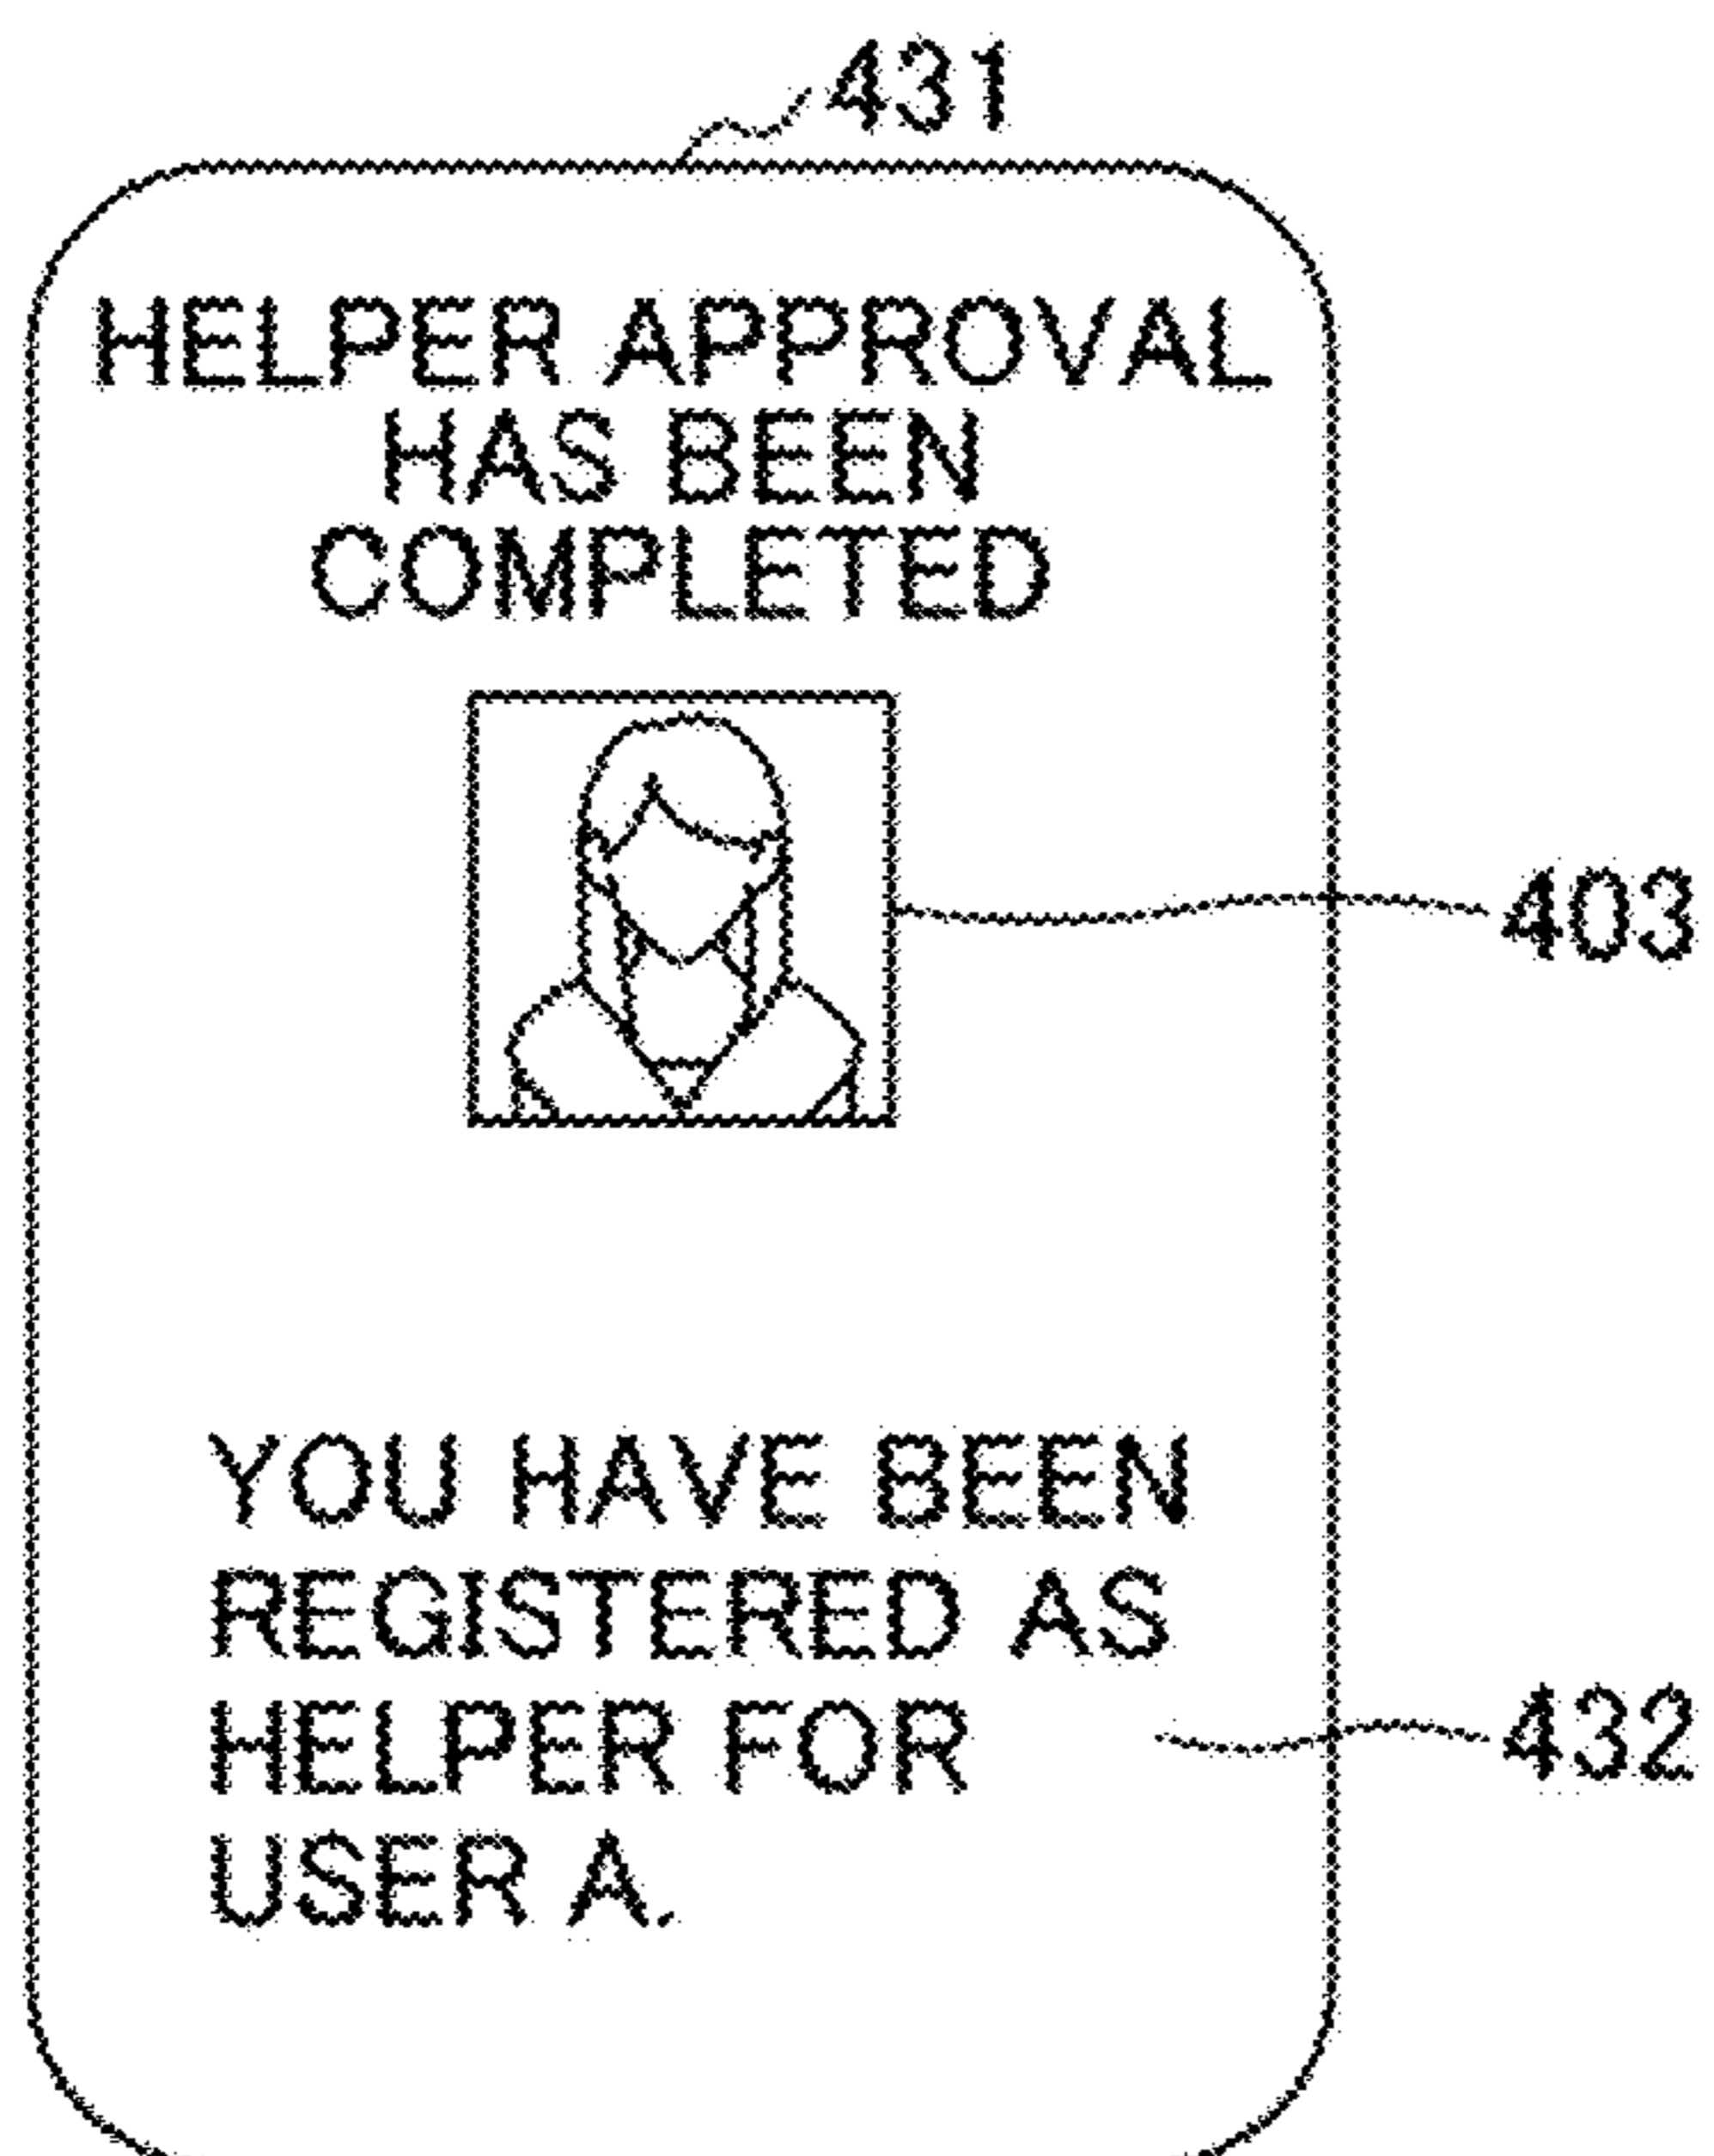 431
HELPER APPROVAL
HAS BEEN
COMPLETED
403
YOU HAVE BEEN
REGISTERED AS
HELPER FOR
432
USER A.